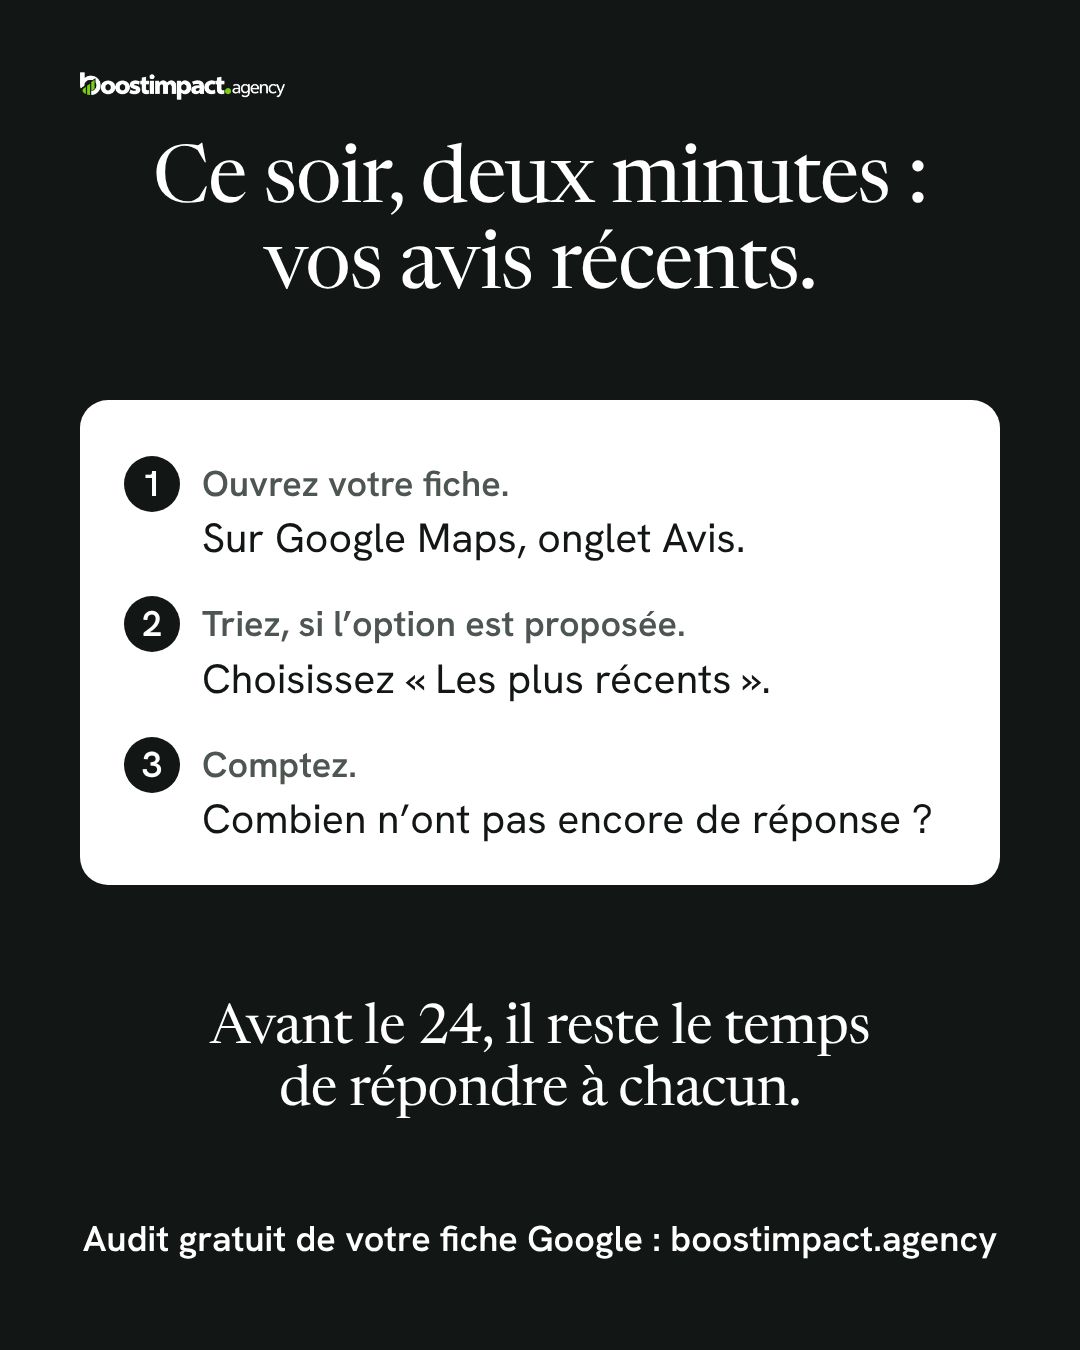 boostimpact.agency
Ce soir, deux minutes :
vos avis récents.
1 Ouvrez votre fiche.
Sur Google Maps, onglet Avis.
2 Triez, si l’option est proposée.
Choisissez « Les plus récents ».
3 Comptez.
Combien n’ont pas encore de réponse ?
Avant le 24, il reste le temps
de répondre à chacun.
Audit gratuit de votre fiche Google : boostimpact.agency